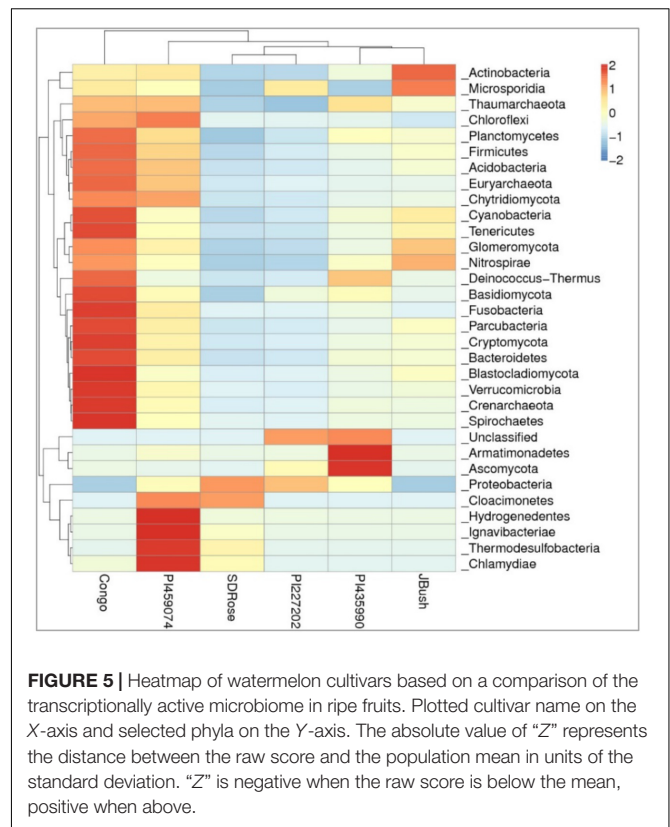 2
1
0
−1
−2
_Actinobacteria
_Microsporidia
_Thaumarchaeota
_Chloroflexi
_Planctomycetes
_Firmicutes
_Acidobacteria
_Euryarchaeota
_Chytridiomycota
_Cyanobacteria
_Tenericutes
_Glomeromycota
_Nitrospirae
_Deinococcus−Thermus
_Basidiomycota
_Fusobacteria
_Parcubacteria
_Cryptomycota
_Bacteroidetes
_Blastocladiomycota
_Verrucomicrobia
_Crenarchaeota
_Spirochaetes
_Unclassified
_Armatimonadetes
_Ascomycota
_Proteobacteria
_Cloacimonetes
_Hydrogenedentes
_Ignavibacteriae
_Thermodesulfobacteria
_Chlamydiae
Congo
PI459074
SDRose
PI227202
PI435990
JBush
FIGURE 5 | Heatmap of watermelon cultivars based on a comparison of the
transcriptionally active microbiome in ripe fruits. Plotted cultivar name on the
X-axis and selected phyla on the Y-axis. The absolute value of “Z” represents
the distance between the raw score and the population mean in units of the
standard deviation. “Z” is negative when the raw score is below the mean,
positive when above.